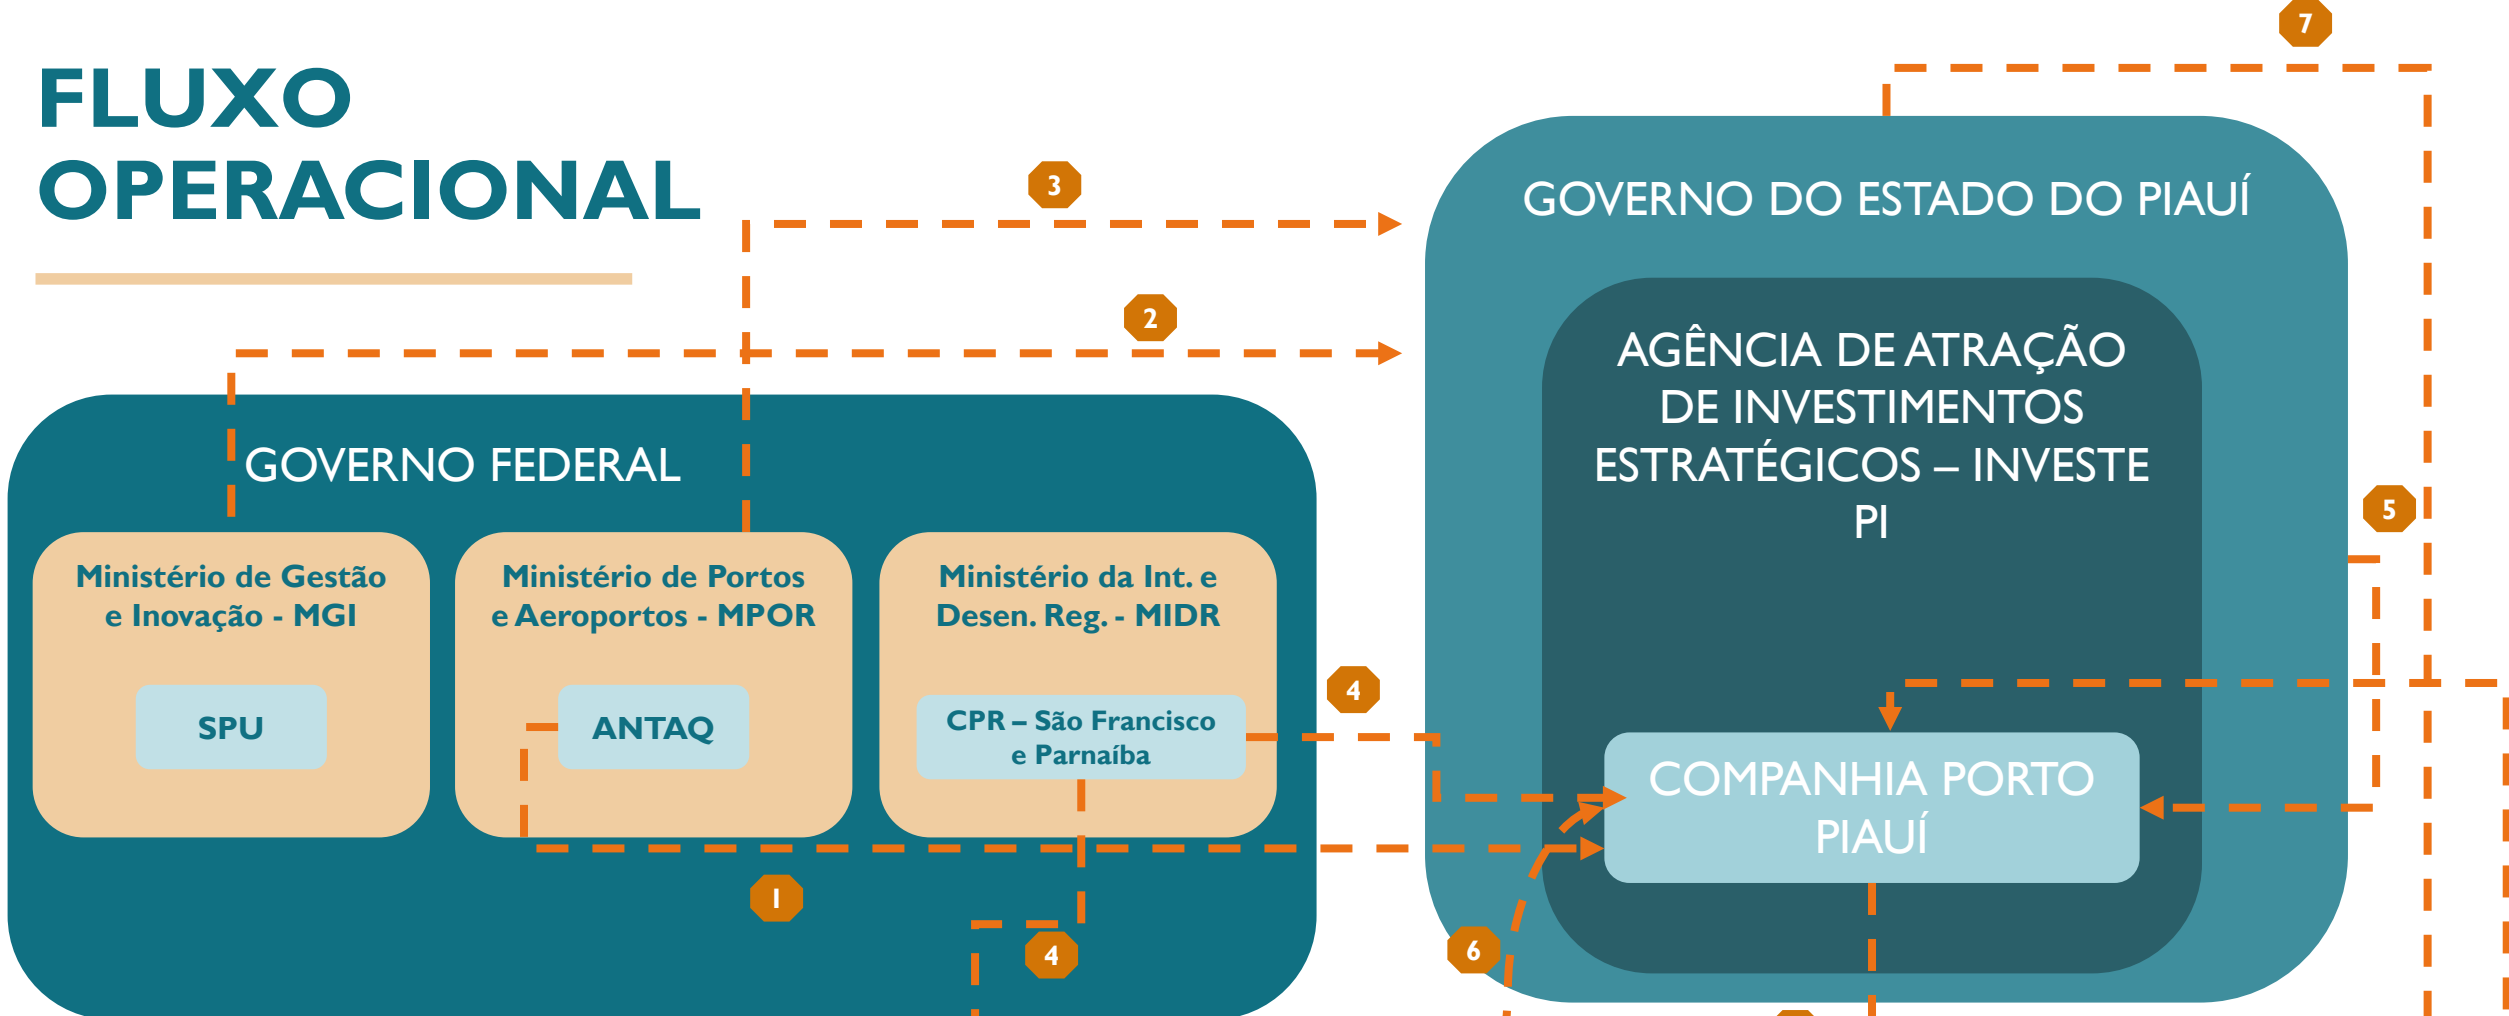 FLUXO
OPERACIONAL
7
3
2
GOVERNO DO ESTADO DO PIAUÍ
AGÊNCIA DE ATRAÇÃO
DE INVESTIMENTOS
ESTRATÉGICOS – INVESTE
PI
GOVERNO FEDERAL
5
Ministério de Gestão
e Inovação - MGI
Ministério de Portos
e Aeroportos - MPOR
Ministério da Int. e
Desen. Reg. - MIDR
SPU
ANTAQ
CPR – São Francisco
e Parnaíba
4
COMPANHIA PORTO
PIAUÍ
1
4
6